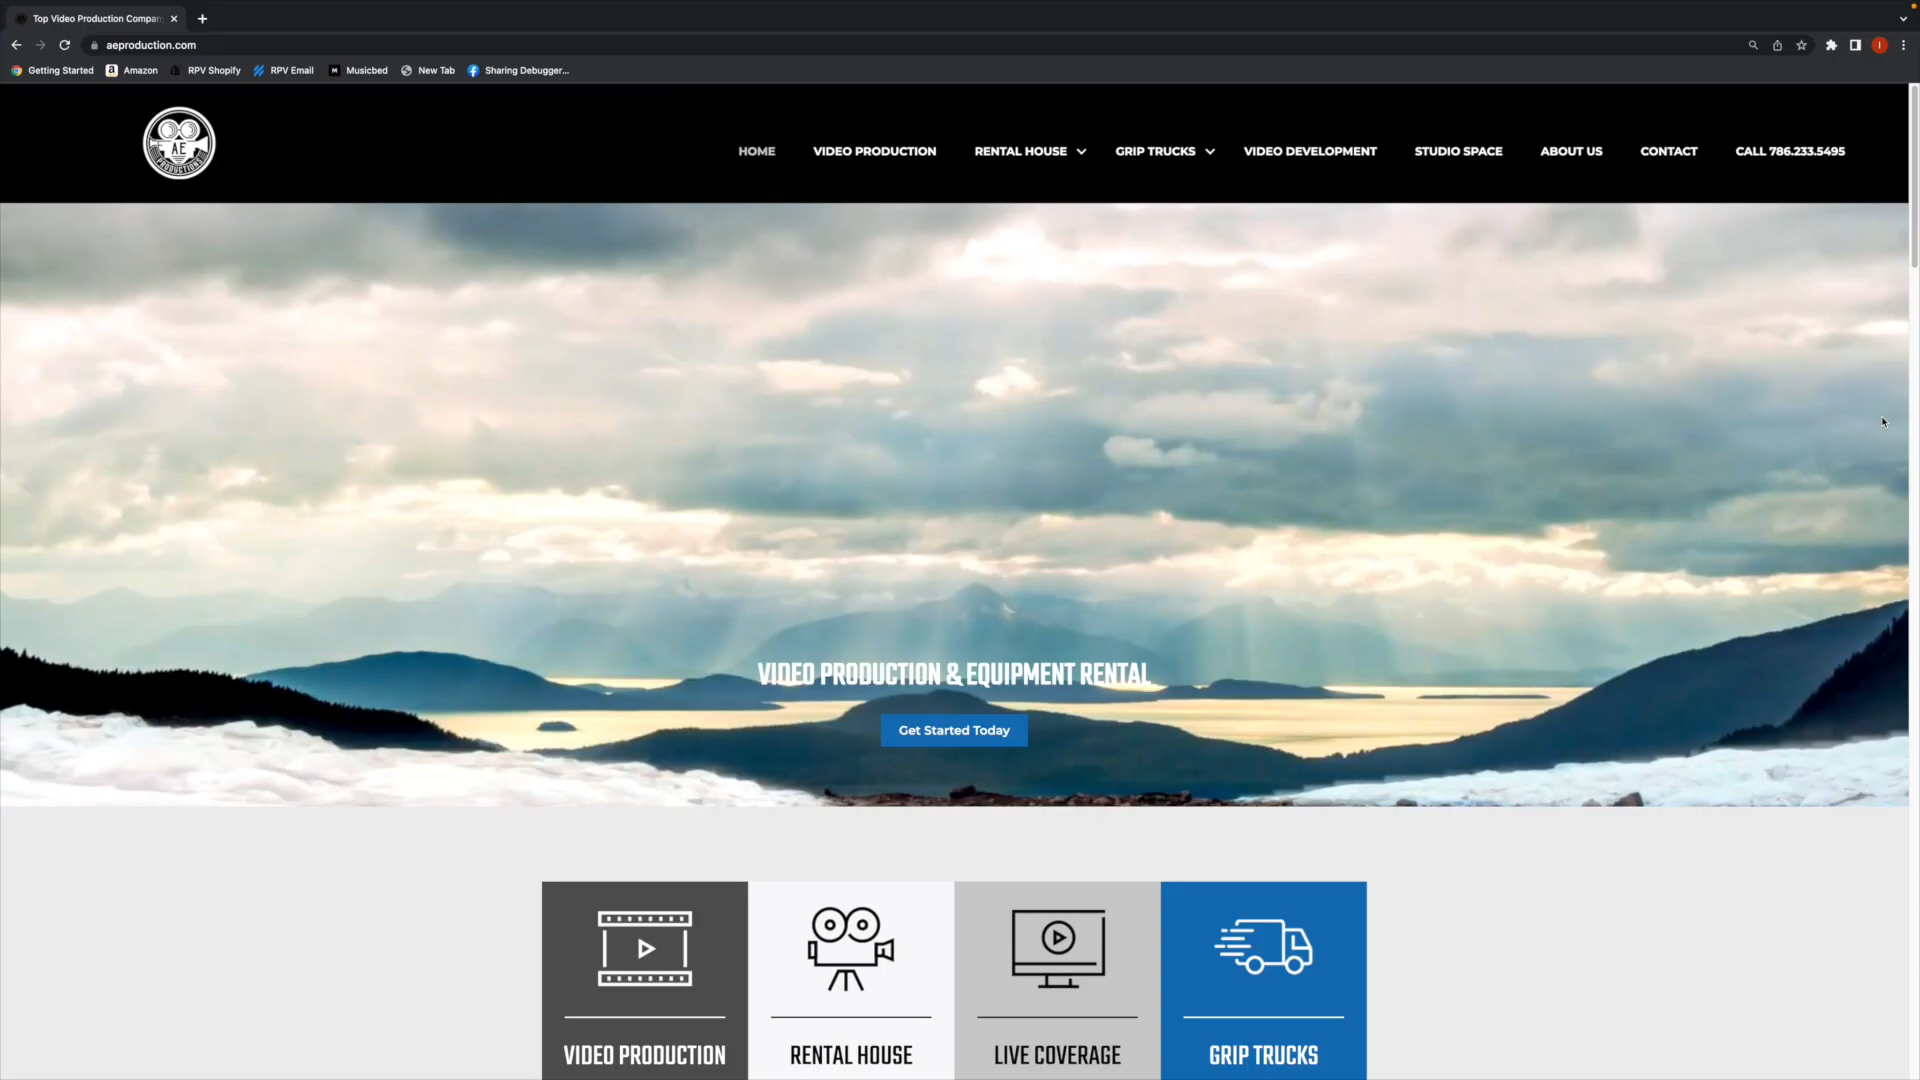 Top Video Production Compan
aeproduction.com
Getting Started Amazon RPV Shopify RPV Email Musicbed New Tab Sharing Debugger...
AE
PRODUCTIONS
HOME VIDEO PRODUCTION RENTAL HOUSE GRIP TRUCKS VIDEO DEVELOPMENT STUDIO SPACE ABOUT US CONTACT CALL 786.233.5495
VIDEO PRODUCTION & EQUIPMENT RENTAL
Get Started Today
VIDEO PRODUCTION RENTAL HOUSE LIVE COVERAGE GRIP TRUCKS